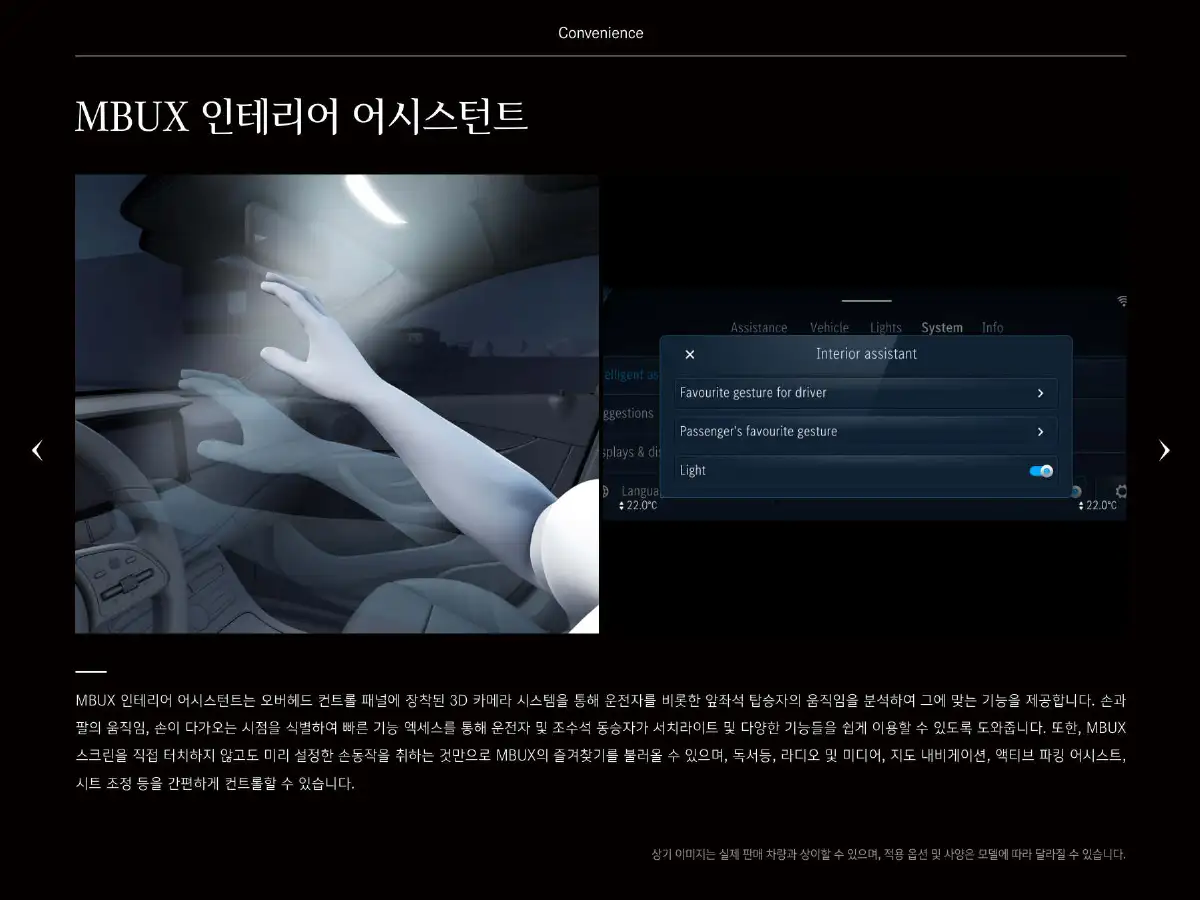 Convenience
MBUX 인테리어 어시스턴트
Assistance Vehicle Lights System Info
Interior assistant
elligent as
Favourite gesture for driver
ggestions
Passenger's favourite gesture
splays & di
Light
Langua
22.0°C 22.0°C
MBUX 인테리어 어시스턴트는 오버헤드 컨트롤 패널에 장착된 3D 카메라 시스템을 통해 운전자를 비롯한 앞좌석 탑승자의 움직임을 분석하여 그에 맞는 기능을 제공합니다. 손과
팔의 움직임, 손이 다가오는 시점을 식별하여 빠른 기능 엑세스를 통해 운전자 및 조수석 동승자가 서치라이트 및 다양한 기능들을 쉽게 이용할 수 있도록 도와줍니다. 또한, MBUX
스크린을 직접 터치하지 않고도 미리 설정한 손동작을 취하는 것만으로 MBUX의 즐겨찾기를 불러올 수 있으며, 독서등, 라디오 및 미디어, 지도 내비게이션, 액티브 파킹 어시스트,
시트 조정 등을 간편하게 컨트롤할 수 있습니다.
상기 이미지는 실제 판매 차량과 상이할 수 있으며, 적용 옵션 및 사양은 모델에 따라 달라질 수 있습니다.